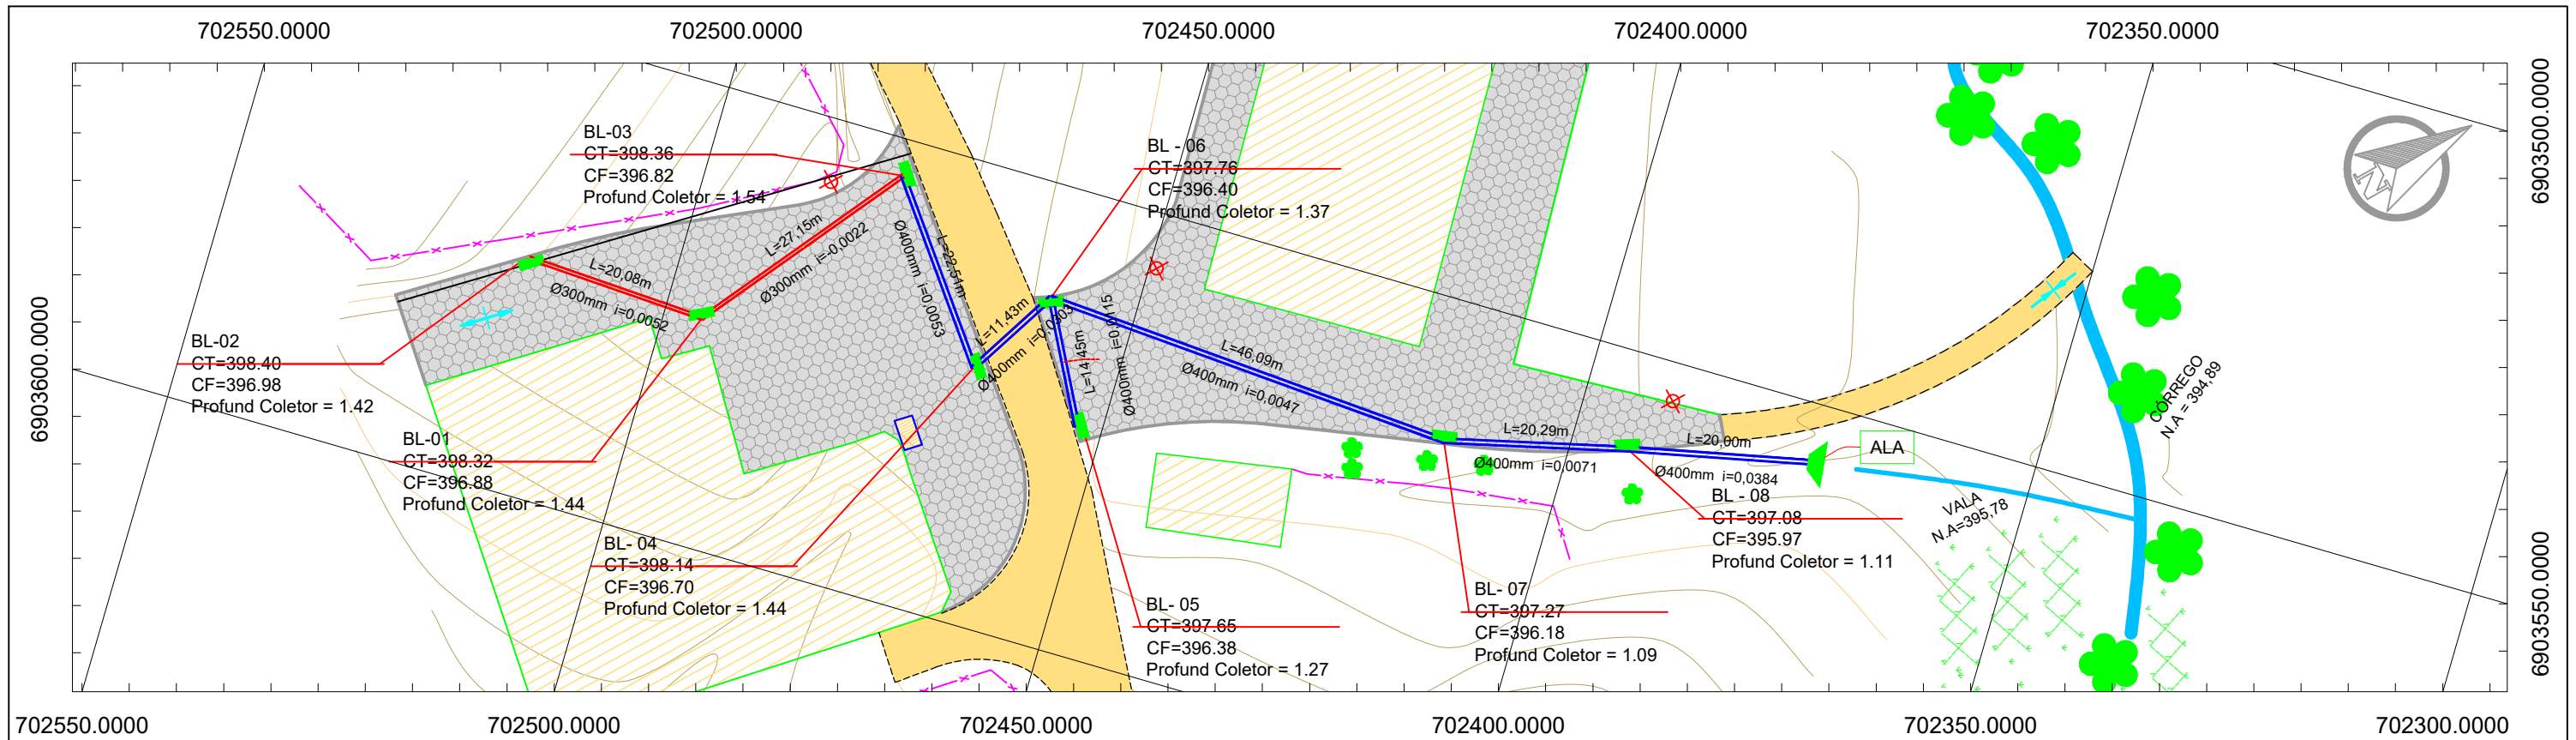 702550.0000
702500.0000
702450.0000
702400.0000
702350.0000
6903600.0000
6903500.0000
6903550.0000
BL-03
CT=398.36
CF=396.82
Profund Coletor = 1.54
BL - 06
CT=397.76
CF=396.40
Profund Coletor = 1.37
BL-02
CT=398.40
CF=396.98
Profund Coletor = 1.42
BL-01
CT=398.32
CF=396.88
Profund Coletor = 1.44
BL- 04
CT=398.14
CF=396.70
Profund Coletor = 1.44
BL- 05
CT=397.65
CF=396.38
Profund Coletor = 1.27
BL- 07
CT=397.27
CF=396.18
Profund Coletor = 1.09
BL - 08
CT=397.08
CF=395.97
Profund Coletor = 1.11
L=20,08m
Ø300mm i=0,0052
L=27,15m
Ø300mm i=-0,0022
L=22,51m
Ø400mm i=0,0053
L=11,43m
Ø400mm i=0,0303
L=14,45m
Ø400mm i=0,0115
L=46,09m
Ø400mm i=0,0047
L=20,29m
Ø400mm i=0,0071
L=20,00m
Ø400mm i=0,0384
ALA
VALA
N.A=395,78
CÓRREGO
N.A = 394,89
N
702550.0000
702500.0000
702450.0000
702400.0000
702350.0000
702300.0000